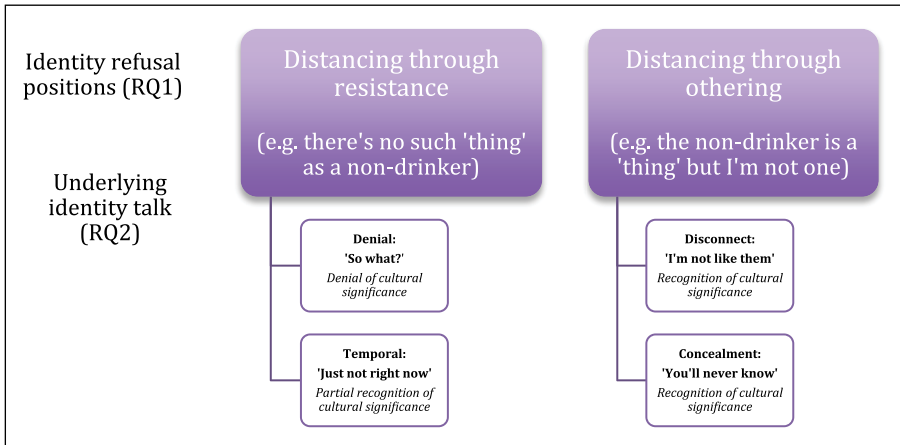 Identity refusal
positions (RQ1)
Distancing through
resistance
(e.g. there's no such 'thing'
as a non-drinker)
Distancing through
othering
(e.g. the non-drinker is a
'thing' but I'm not one)
Underlying
identity talk
(RQ2)
Denial:
'So what?'
Denial of cultural
significance
Temporal:
'Just not right now'
Partial recognition of
cultural significance
Disconnect:
'I'm not like them'
Recognition of cultural
significance
Concealment:
'You'll never know'
Recognition of cultural
significance